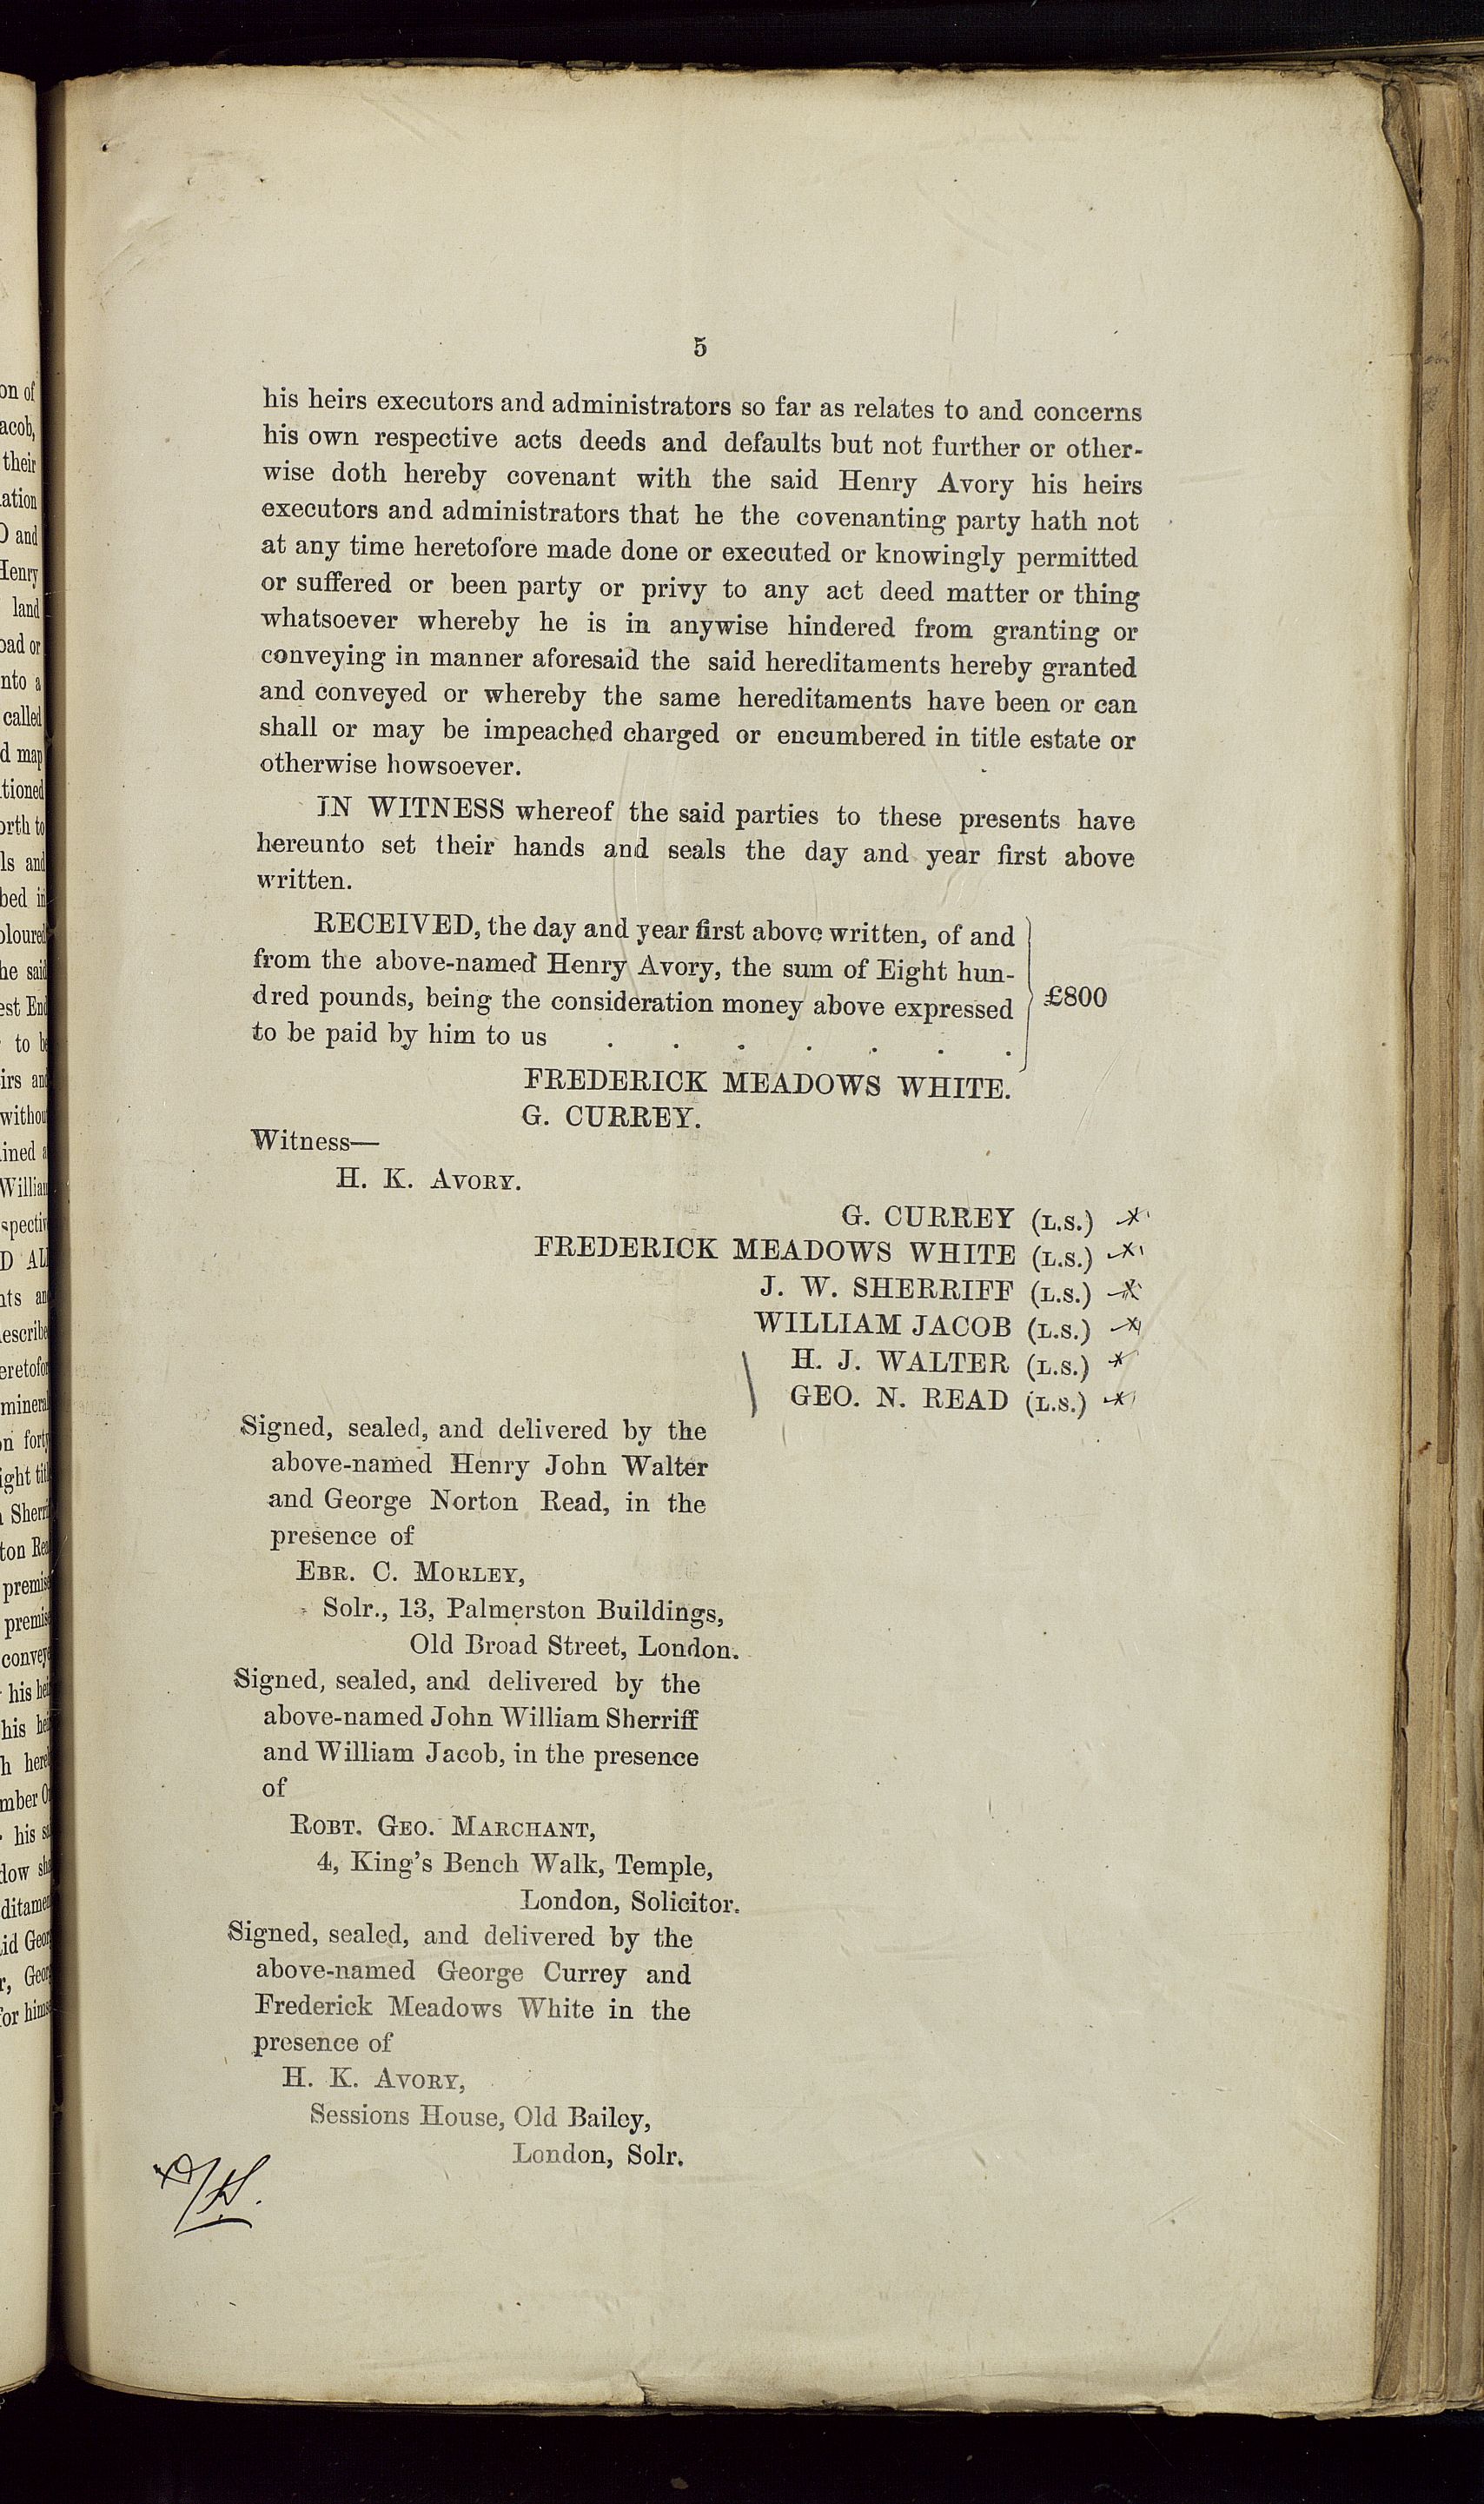 5
his heirs executors and administrators so far as relates to and concerns
his own respective acts deeds and defaults but not further or other-
wise doth hereby covenant with the said Henry Avory his heirs
executors and administrators that he the covenanting party hath not
at any time heretofore made done or executed or knowingly permitted
or suffered or been party or privy to any act deed matter or thing
whatsoever whereby he is in anywise hindered from granting or
conveying in manner aforesaid the said hereditaments hereby granted
and conveyed or whereby the same hereditaments have been or can
shall or may be impeached charged or encumbered in title estate or
otherwise howsoever.
IN WITNESS whereof the said parties to these presents have
hereunto set their hands and seals the day and year first above
written.
RECEIVED, the day and year first above written, of and
from the above-named Henry Avory, the sum of Eight hun-
dred pounds, being the consideration money above expressed
£800
to be paid by him to us . . . . . . .
FREDERICK MEADOWS WHITE.
G. CURREY.
Witness—
H. K. AVORY.
G. CURREY (L.S.)
FREDERICK MEADOWS WHITE (L.S.)
J. W. SHERRIFF (L.S.)
WILLIAM JACOB (L.S.)
H. J. WALTER (L.S.)
GEO. N. READ (L.S.)
Signed, sealed, and delivered by the
above-named Henry John Walter
and George Norton Read, in the
presence of
EBR. C. MORLEY,
Solr., 13, Palmerston Buildings,
Old Broad Street, London.
Signed, sealed, and delivered by the
above-named John William Sherriff
and William Jacob, in the presence
of
ROBT. GEO. MARCHANT,
4, King's Bench Walk, Temple,
London, Solicitor.
Signed, sealed, and delivered by the
above-named George Currey and
Frederick Meadows White in the
presence of
H. K. AVORY,
Sessions House, Old Bailey,
London, Solr.